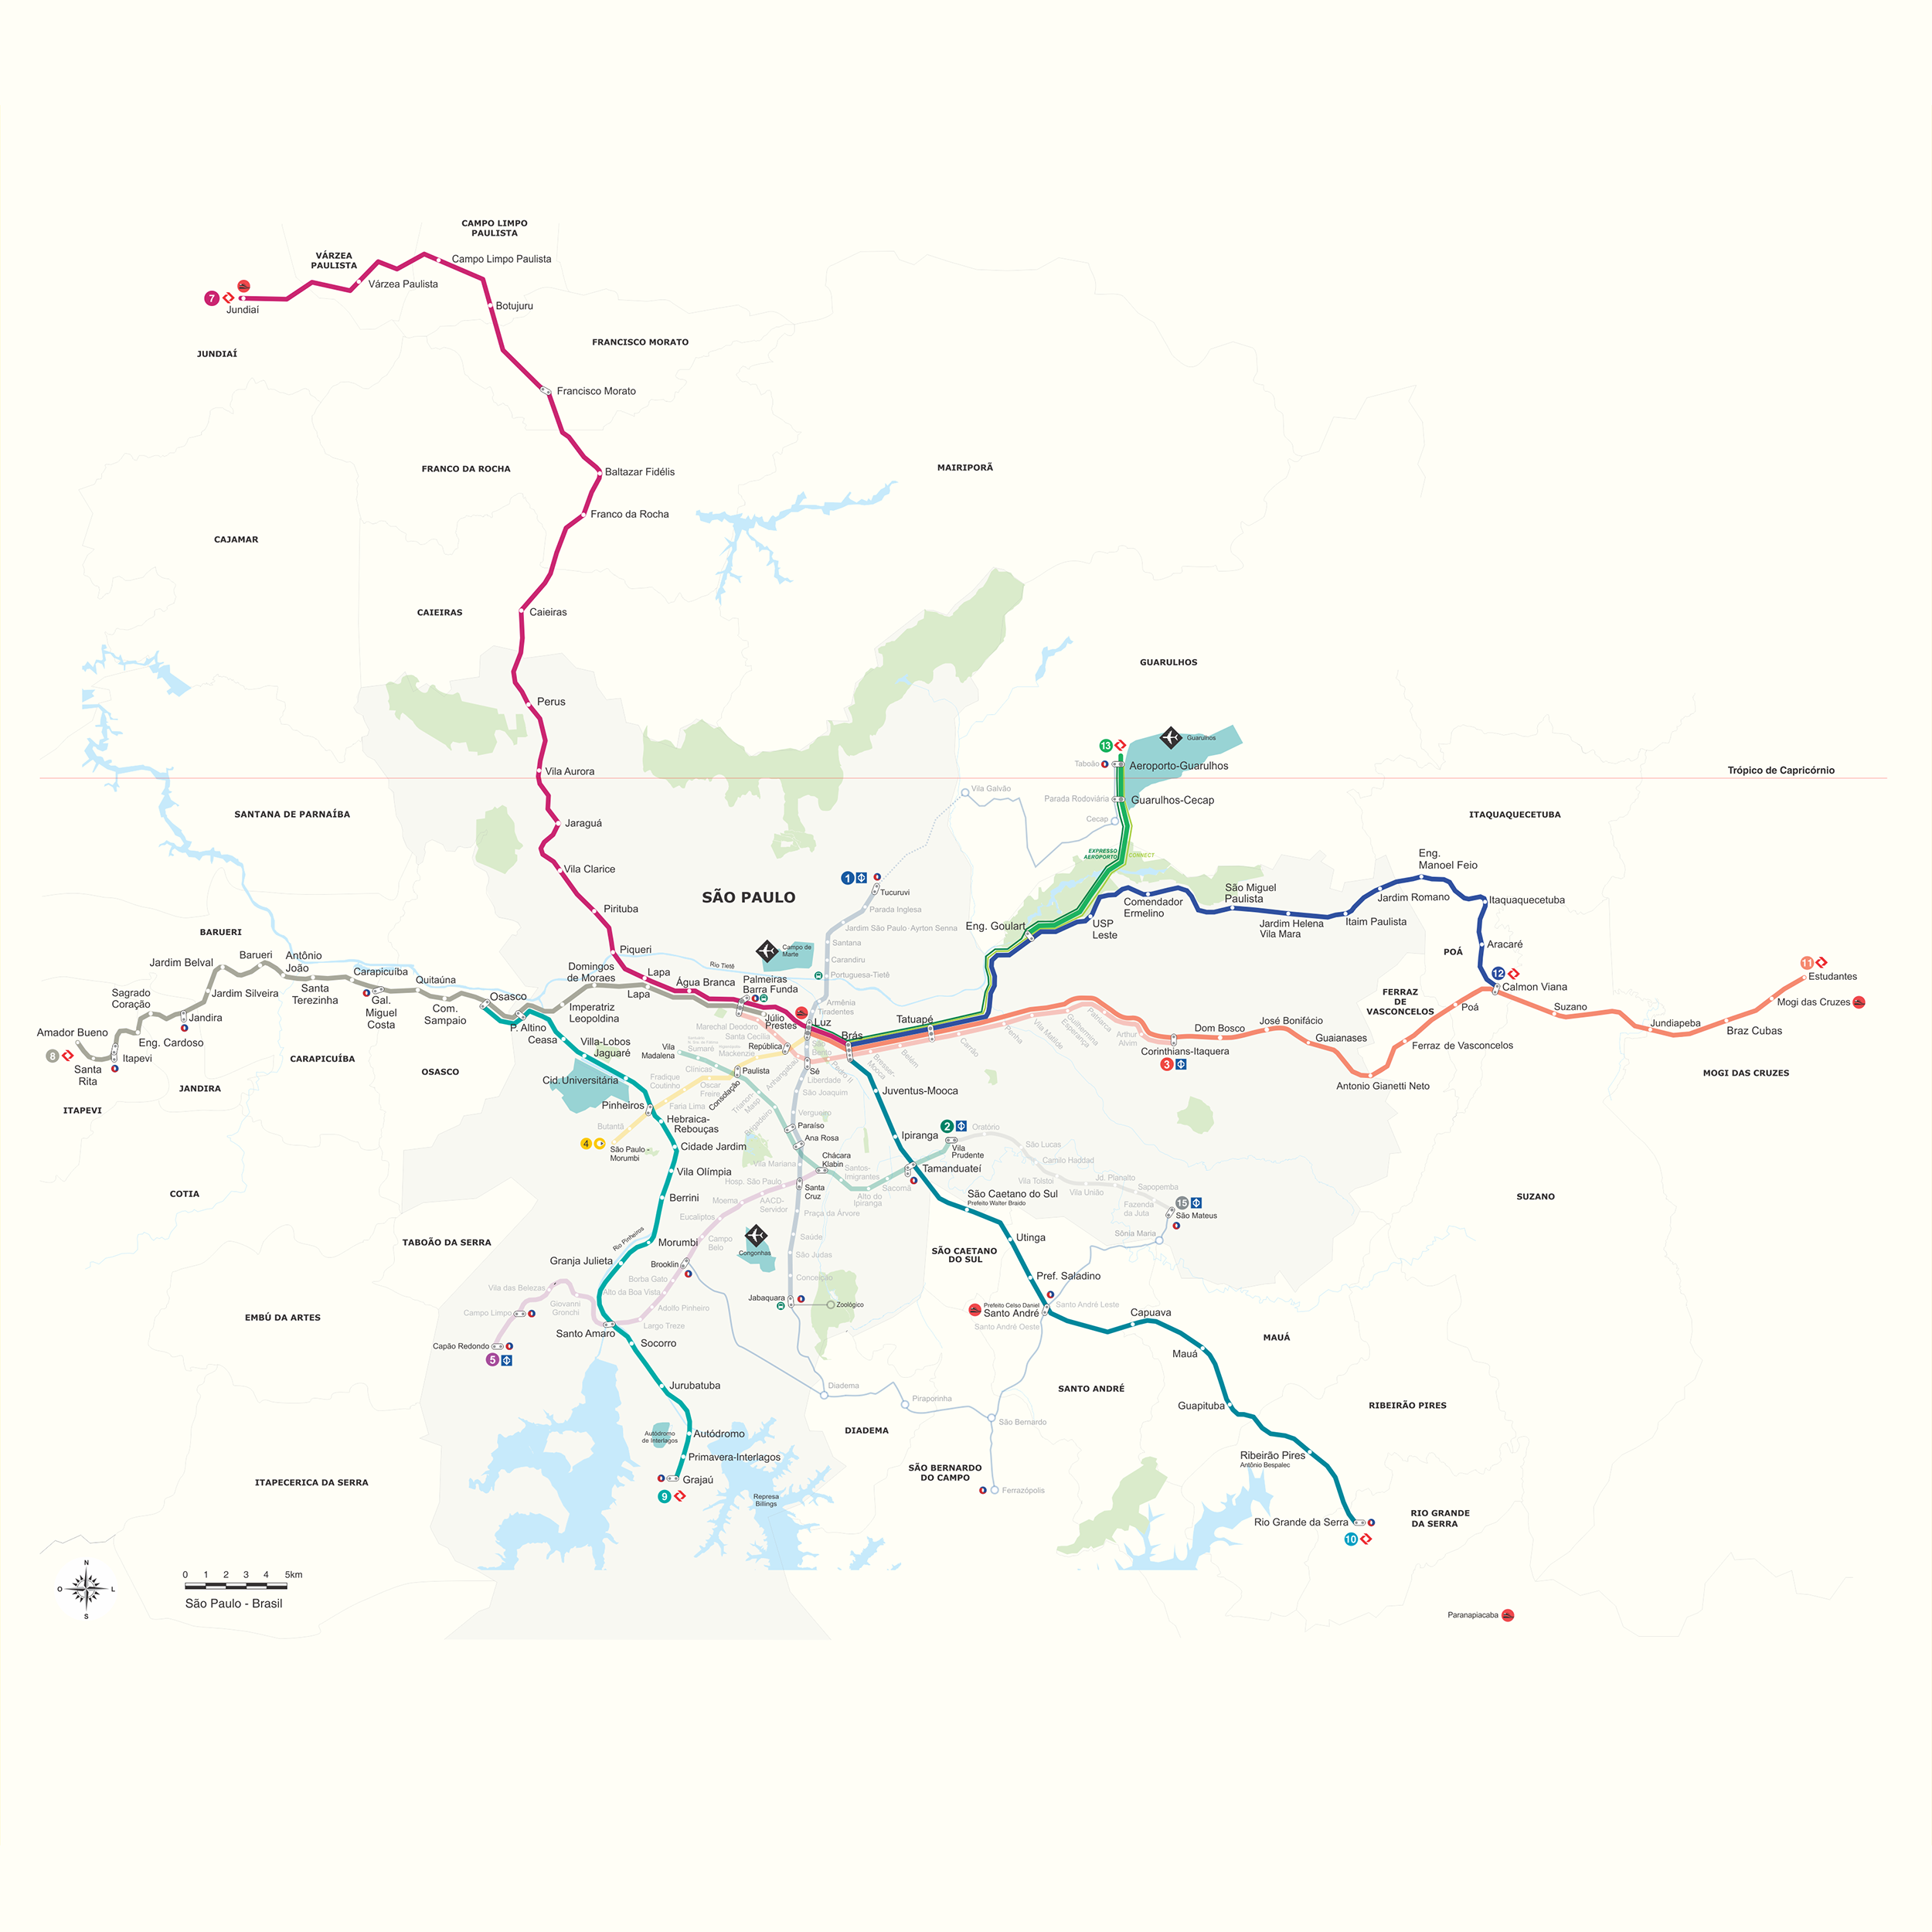 CAMPO LIMPO
PAULISTA
VÁRZEA
PAULISTA
Campo Limpo Paulista
Várzea Paulista
7
Jundiaí
Botujuru
FRANCISCO MORATO
JUNDIAÍ
Francisco Morato
FRANCO DA ROCHA
Baltazar Fidélis
MAIRIPORÃ
Franco da Rocha
CAJAMAR
CAIEIRAS
Caieiras
GUARULHOS
Perus
13
Guarulhos
Taboão
Aeroporto-Guarulhos
Vila Aurora
Trópico de Capricórnio
Vila Galvão
Parada Rodoviária
Guarulhos-Cecap
Cecap
SANTANA DE PARNAÍBA
ITAQUAQUECETUBA
Jaraguá
EXPRESSO
AEROPORTO
CONNECT
Vila Clarice
Eng.
Manoel Feio
SÃO PAULO
1
Tucuruvi
São Miguel
Paulista
Jardim Romano
Itaquaquecetuba
Comendador
Ermelino
Pirituba
Parada Inglesa
Jardim São Paulo- Ayrton Senna
Eng. Goulart
USP
Leste
Jardim Helena
Vila Mara
Itaim Paulista
BARUERI
Santana
Campo de
Marte
Aracaré
POÁ
Piqueri
Jardim Belval
Barueri
Antônio
João
Carandiru
Rio Tietê
Domingos
de Moraes
Lapa
Água Branca
Palmeiras
Barra Funda
Portuguesa-Tietê
Carapicuíba
Quitaúna
12
Calmon Viana
11
Estudantes
Mogi das Cruzes
Sagrado
Coração
Jardim Silveira
Santa
Terezinha
Gal.
Miguel
Costa
Com.
Sampaio
Osasco
Imperatriz
Leopoldina
Lapa
Armênia
Tiradentes
FERRAZ
DE
VASCONCELOS
Poá
Suzano
Jundiapeba
Braz Cubas
Jandira
P. Altino
Ceasa
Júlio
Prestes
Luz
Tatuapé
Brás
Marechal Deodoro
Santa Cecília
Mackenzie
República
São
Bento
Pedro II
Bresser-
Mooca
Belém
Carrão
Penha
Vila Matilde
Guilhermina
Esperança
Patriarca
Arthur
Alvim
Dom Bosco
José Bonifácio
Guaianases
Ferraz de Vasconcelos
Corinthians-Itaquera
3
Antonio Gianetti Neto
Amador Bueno
8
Santa
Rita
Itapevi
Eng. Cardoso
CARAPICUÍBA
OSASCO
JANDIRA
ITAPEVI
MOGI DAS CRUZES
Villa-Lobos
Jaguaré
Cid. Universitária
Vila
Madalena
Sumaré
Clínicas
Paulista
Consolação
Anhangabaú
Sé
Liberdade
São Joaquim
Fradique
Coutinho
Oscar
Freire
Faria Lima
Trianon-
Masp
Brigadeiro
Vergueiro
Juventus-Mooca
Pinheiros
Hebraica-
Rebouças
Butantã
4
São Paulo -
Morumbi
Cidade Jardim
Paraíso
Ana Rosa
Chácara
Klabin
Vila Mariana
Ipiranga
2
Oratório
Vila
Prudente
São Lucas
Camilo Haddad
Vila Tolstoi
Vila União
Jd. Planalto
Sapopemba
Fazenda
da Juta
15
São Mateus
Sônia Maria
Tamanduateí
Santos-
Imigrantes
Alto do
Ipiranga
Sacomã
Vila Olímpia
Hosp. São Paulo
Santa
Cruz
AACD-
Servidor
Moema
Eucaliptos
Praça da Árvore
Berrini
São Caetano do Sul
Prefeito Walter Braido
COTIA
SUZANO
TABOÃO DA SERRA
Rio Pinheiros
Morumbi
Granja Julieta
Campo
Belo
Brooklin
Congonhas
Saúde
São Judas
Conceição
SÃO CAETANO
DO SUL
Utinga
Pref. Saladino
Vila das Belezas
Giovanni
Gronchi
Alto da Boa Vista
Borba Gato
Adolfo Pinheiro
Largo Treze
Campo Limpo
Jabaquara
Zoológico
Prefeito Celso Daniel
Santo André
Santo André Leste
Santo André Oeste
Capuava
EMBÚ DA ARTES
Santo Amaro
Capão Redondo
5
Socorro
Mauá
MAUÁ
Jurubatuba
Diadema
Piraporinha
São Bernardo
SANTO ANDRÉ
Guapituba
RIBEIRÃO PIRES
Autódromo
de Interlagos
Autódromo
DIADEMA
Primavera-Interlagos
Ribeirão Pires
Antônio Bespalec
Grajaú
9
SÃO BERNARDO
DO CAMPO
Ferrazópolis
ITAPECERICA DA SERRA
Represa
Billings
Rio Grande da Serra
10
RIO GRANDE
DA SERRA
N
O
L
S
0 1 2 3 4 5km
São Paulo - Brasil
Paranapiacaba